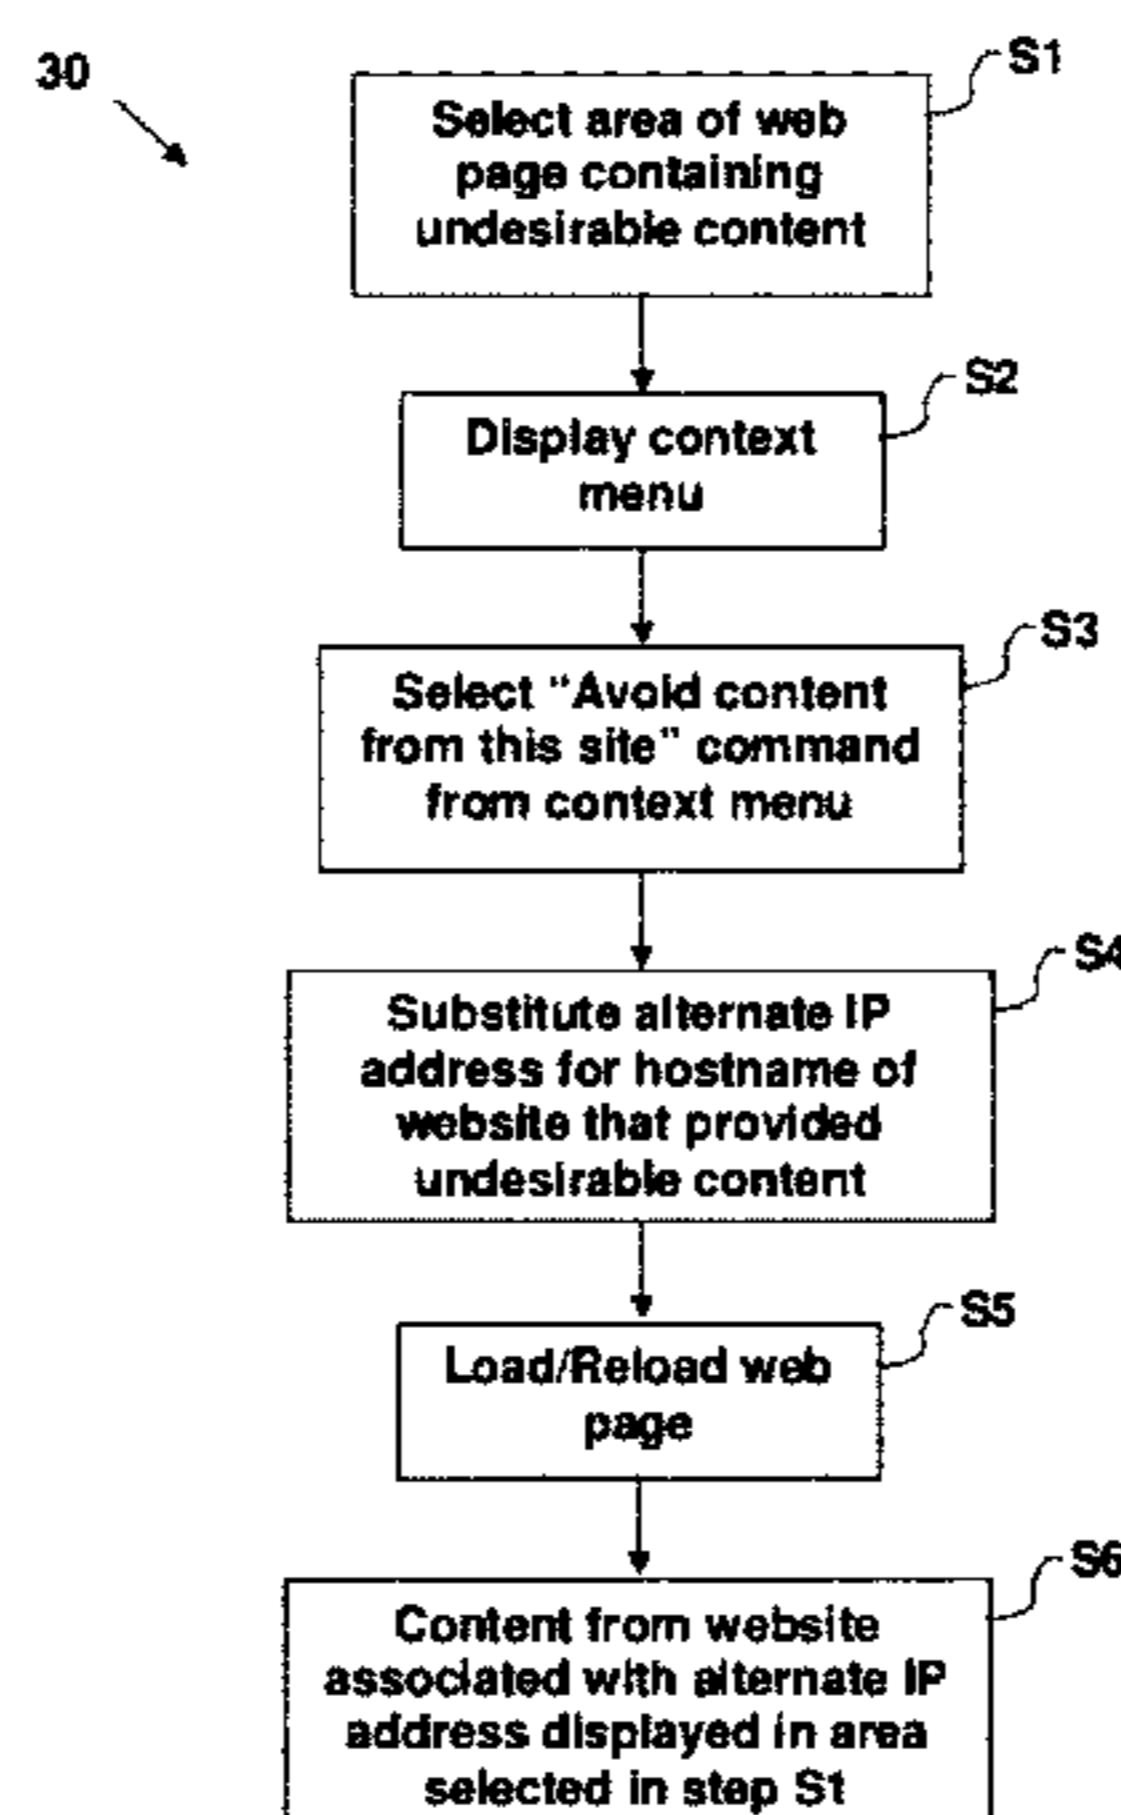 30
S1
Select area of web
page containing
undesirable content
S2
Display context
menu
S3
Select "Avoid content
from this site" command
from context menu
S4
Substitute alternate IP
address for hostname of
website that provided
undesirable content
S5
Load/Reload web
page
S6
Content from website
associated with alternate IP
address displayed in area
selected in step S1